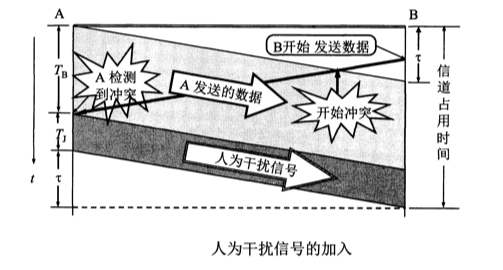 A
B
B开始 发送数据
τ
T_B
A 检测
到冲突
A 发送的数据
开始冲突
信道占用时间
T_J
人为干扰信号
t
τ
人为干扰信号的加入